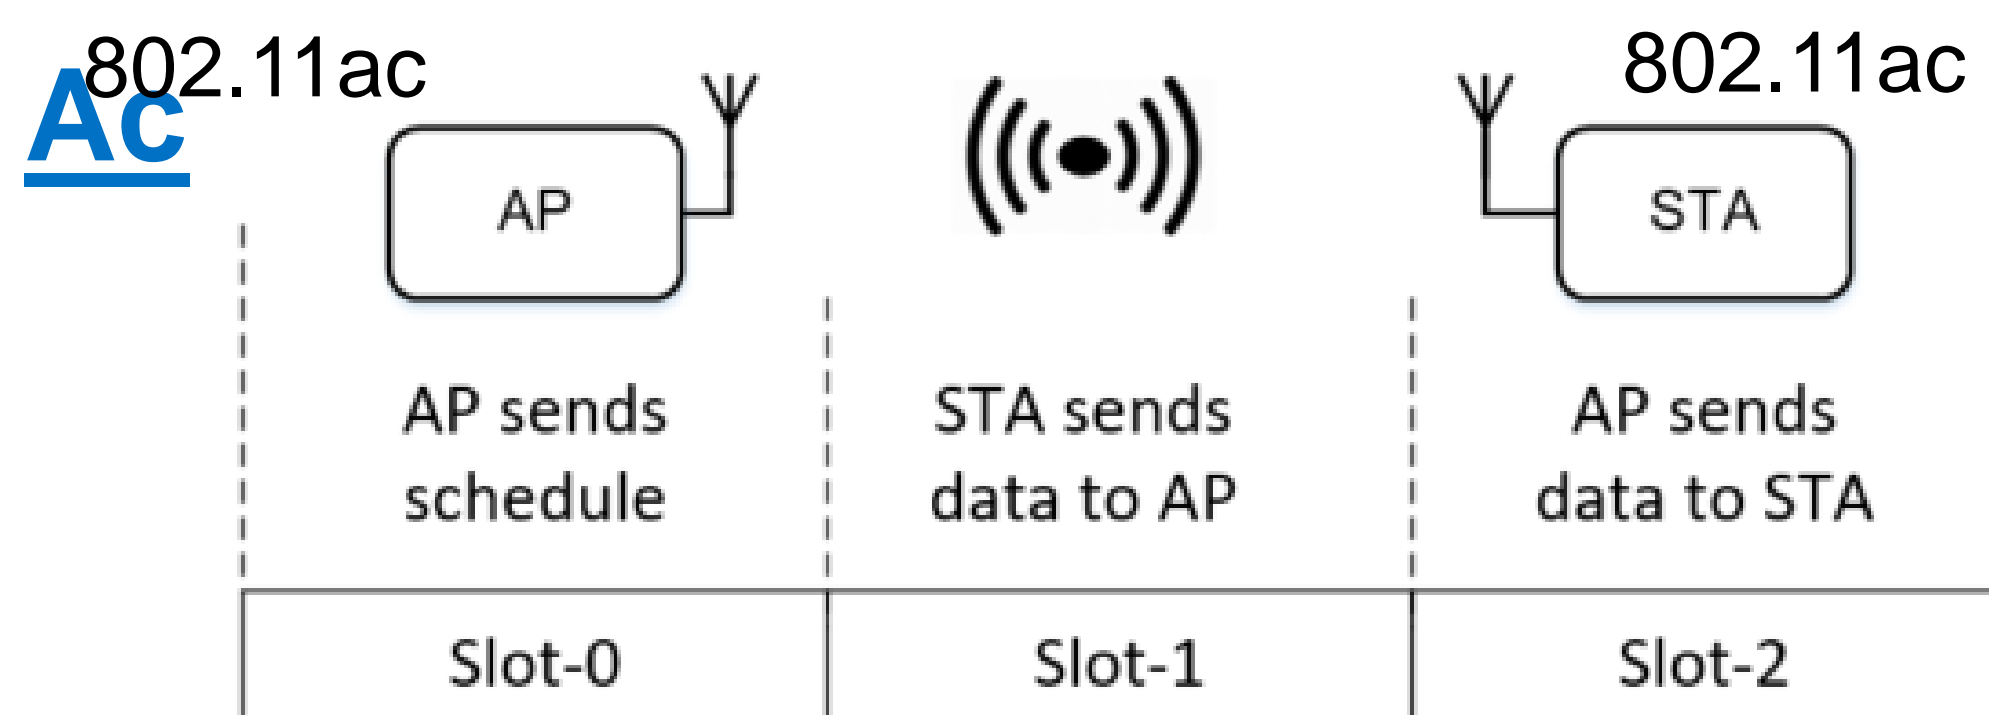 802.11ac
802.11ac
Ac
AP
STA
AP sends
schedule
STA sends
data to AP
AP sends
data to STA
Slot-0
Slot-1
Slot-2